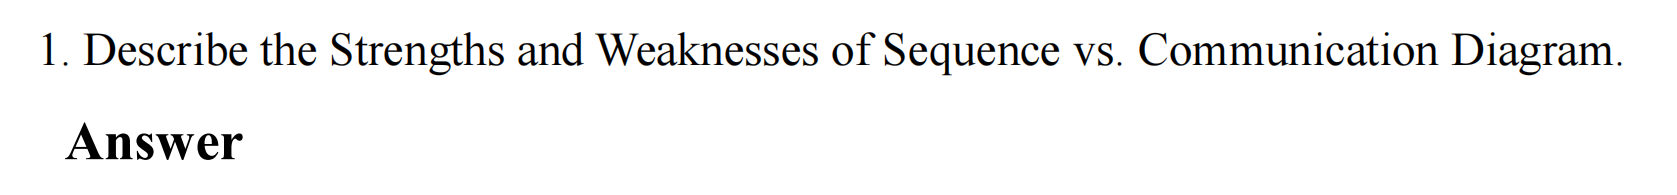 1. Describe the Strengths and Weaknesses of Sequence vs. Communication Diagram.
Answer